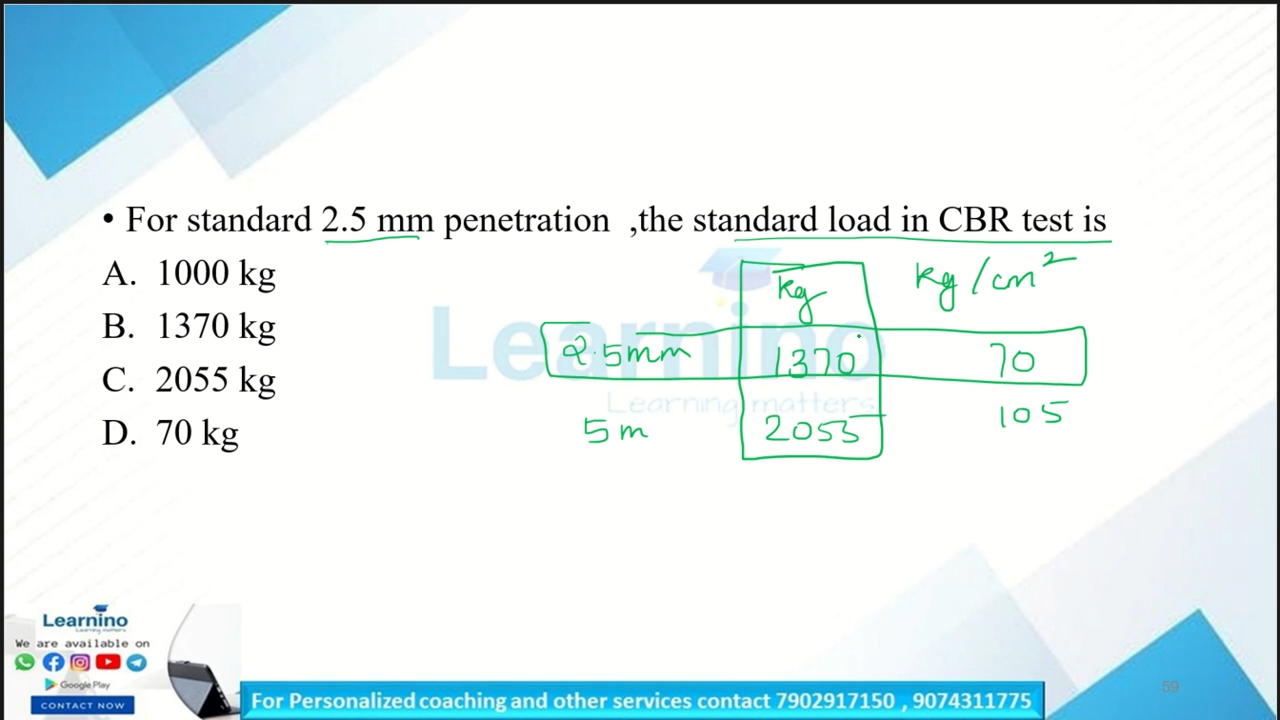 • For standard 2.5 mm penetration ,the standard load in CBR test is
A. 1000 kg
B. 1370 kg
C. 2055 kg
D. 70 kg
kg kg/cm²
2.5mm 1370 70
5m 2055 105
Learnino
Learning matters
Learnino
Learning matters
We are available on
Google Play
CONTACT NOW
For Personalized coaching and other services contact 7902917150 , 9074311775
59